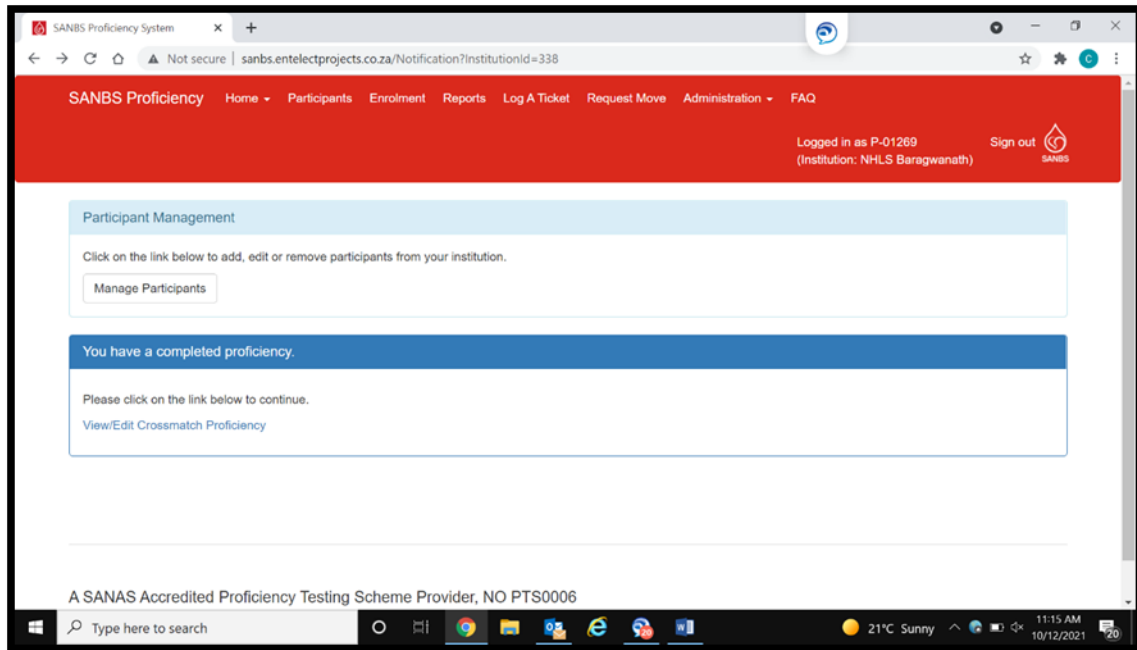 SANBS Proficiency System
Not secure | sanbs.entelectprojects.co.za/Notification?InstitutionId=338
C
SANBS Proficiency Home Participants Enrolment Reports Log A Ticket Request Move Administration FAQ
Logged in as P-01269 Sign out
(Institution: NHLS Baragwanath) SANBS
Participant Management
Click on the link below to add, edit or remove participants from your institution.
Manage Participants
You have a completed proficiency.
Please click on the link below to continue.
View/Edit Crossmatch Proficiency
A SANAS Accredited Proficiency Testing Scheme Provider, NO PTS0006
Type here to search
21°C Sunny
11:15 AM
10/12/2021
20